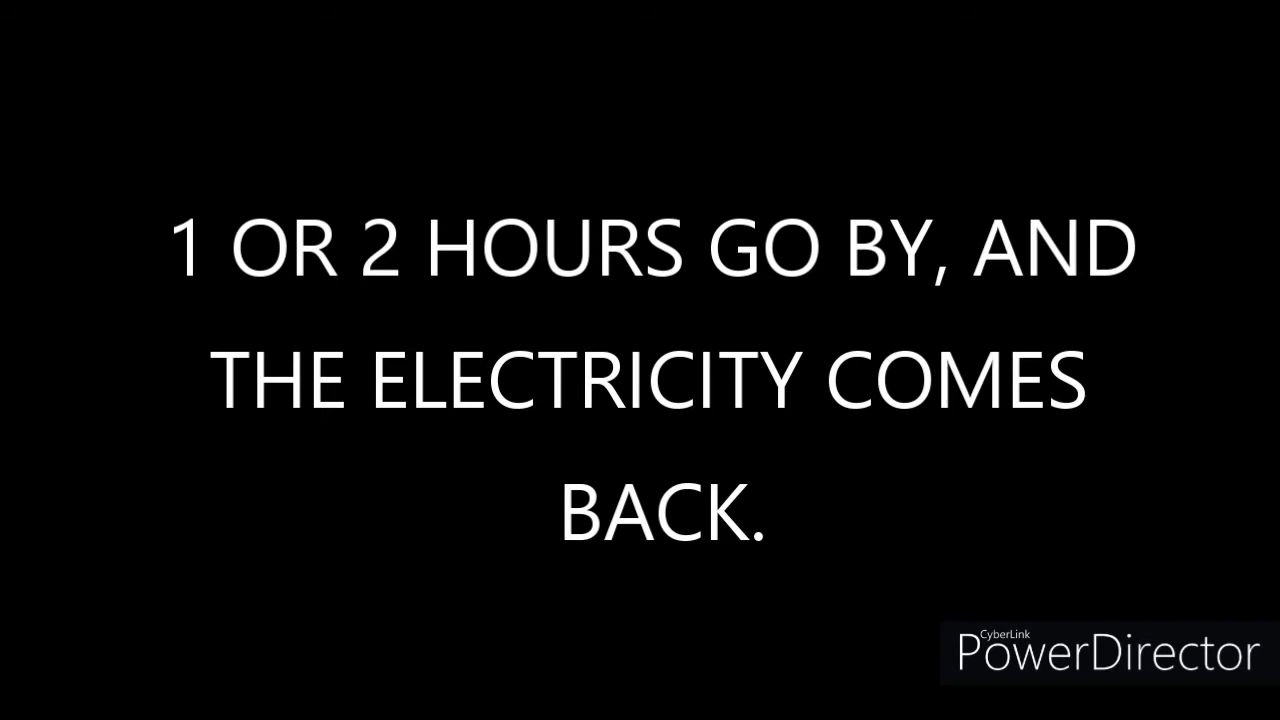 1 OR 2 HOURS GO BY, AND
THE ELECTRICITY COMES
BACK.
CyberLink
PowerDirector